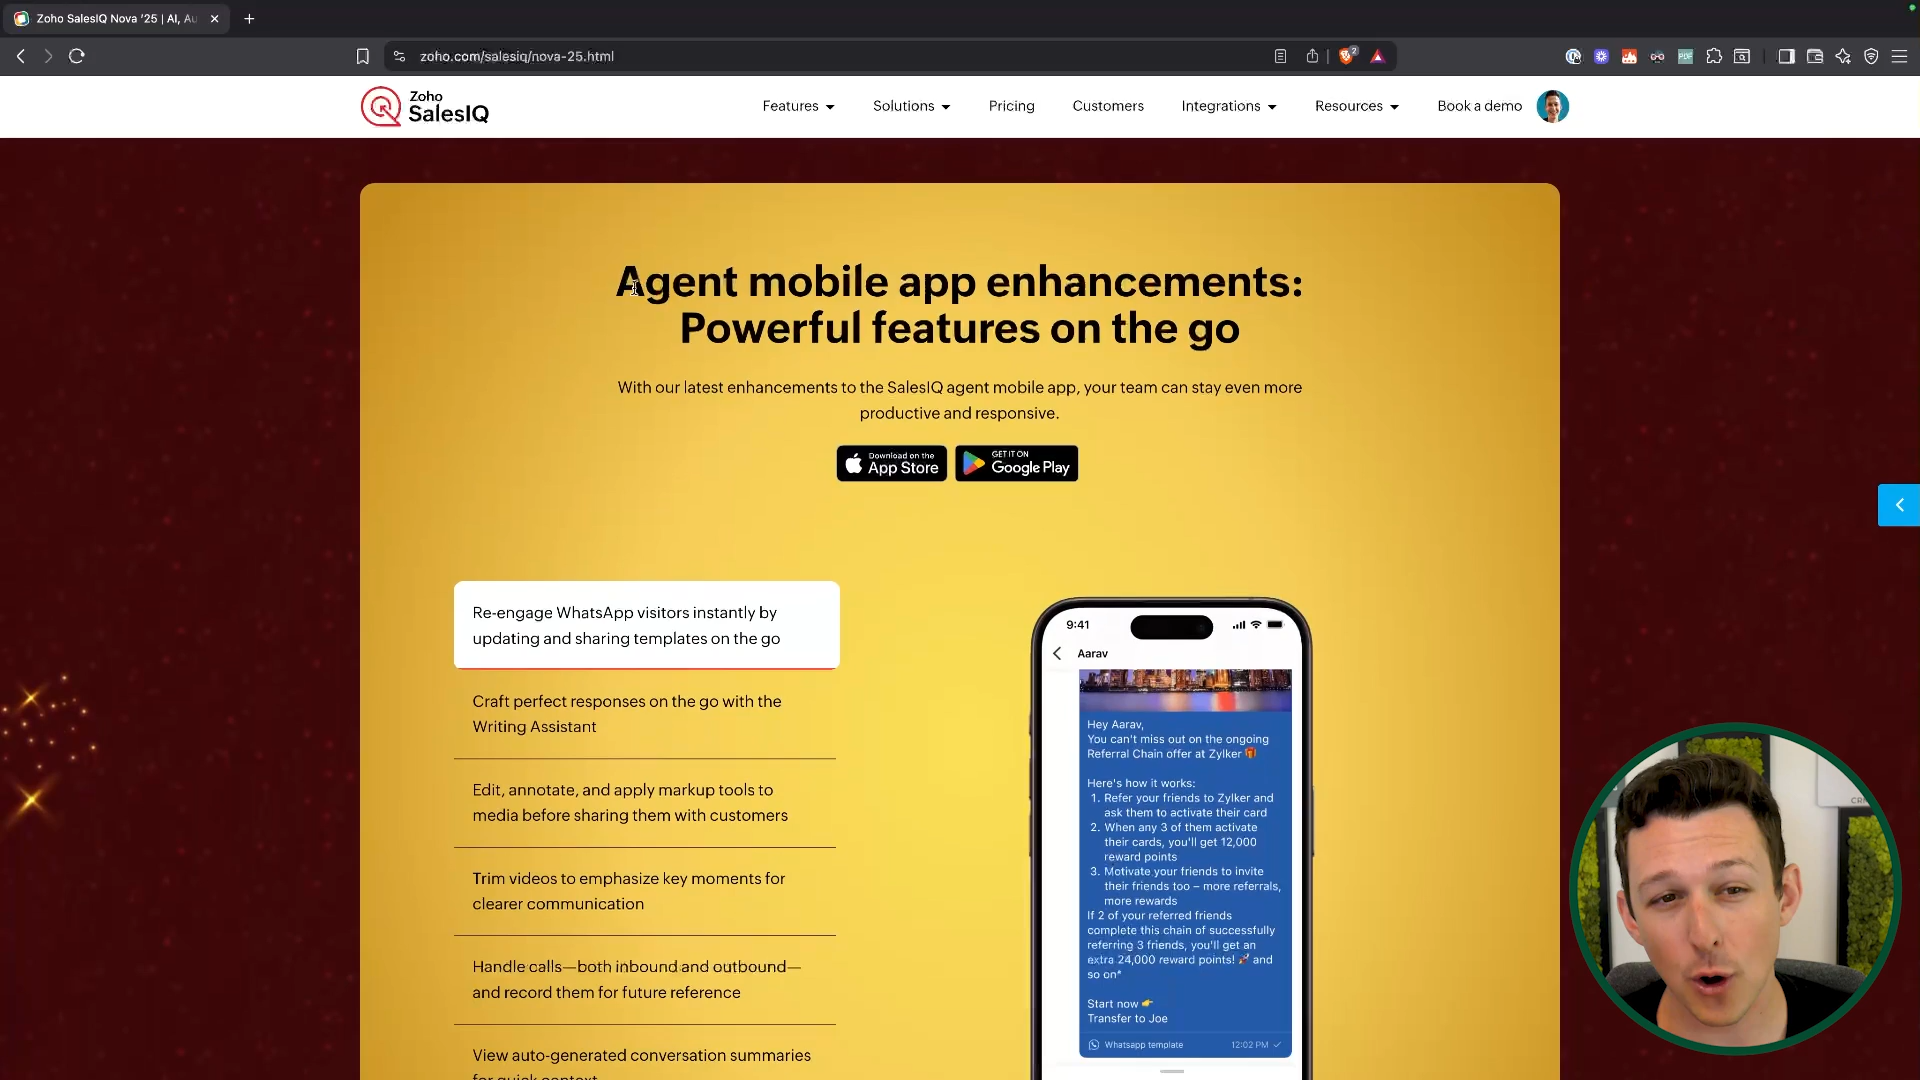 Zoho SalesIQ Nova '25 | AI, Au
zoho.com/salesiq/nova-25.html
2
PDF
Zoho
SalesIQ
Features
Solutions
Pricing
Customers
Integrations
Resources
Book a demo
Agent mobile app enhancements:
Powerful features on the go
With our latest enhancements to the SalesIQ agent mobile app, your team can stay even more
productive and responsive.
Download on the
App Store
GET IT ON
Google Play
Re-engage WhatsApp visitors instantly by
updating and sharing templates on the go
Craft perfect responses on the go with the
Writing Assistant
Edit, annotate, and apply markup tools to
media before sharing them with customers
Trim videos to emphasize key moments for
clearer communication
Handle calls—both inbound and outbound—
and record them for future reference
View auto-generated conversation summaries
for quick context
9:41
Aarav
Hey Aarav,
You can't miss out on the ongoing
Referral Chain offer at Zylker 🎁
Here's how it works:
1. Refer your friends to Zylker and
ask them to activate their card
2. When any 3 of them activate
their cards, you'll get 12,000
reward points
3. Motivate your friends to invite
their friends too – more referrals,
more rewards
If 2 of your referred friends
complete this chain of successfully
referring 3 friends, you'll get an
extra 24,000 reward points! 🚀 and
so on*
Start now 👉
Transfer to Joe
Whatsapp template
12:02 PM